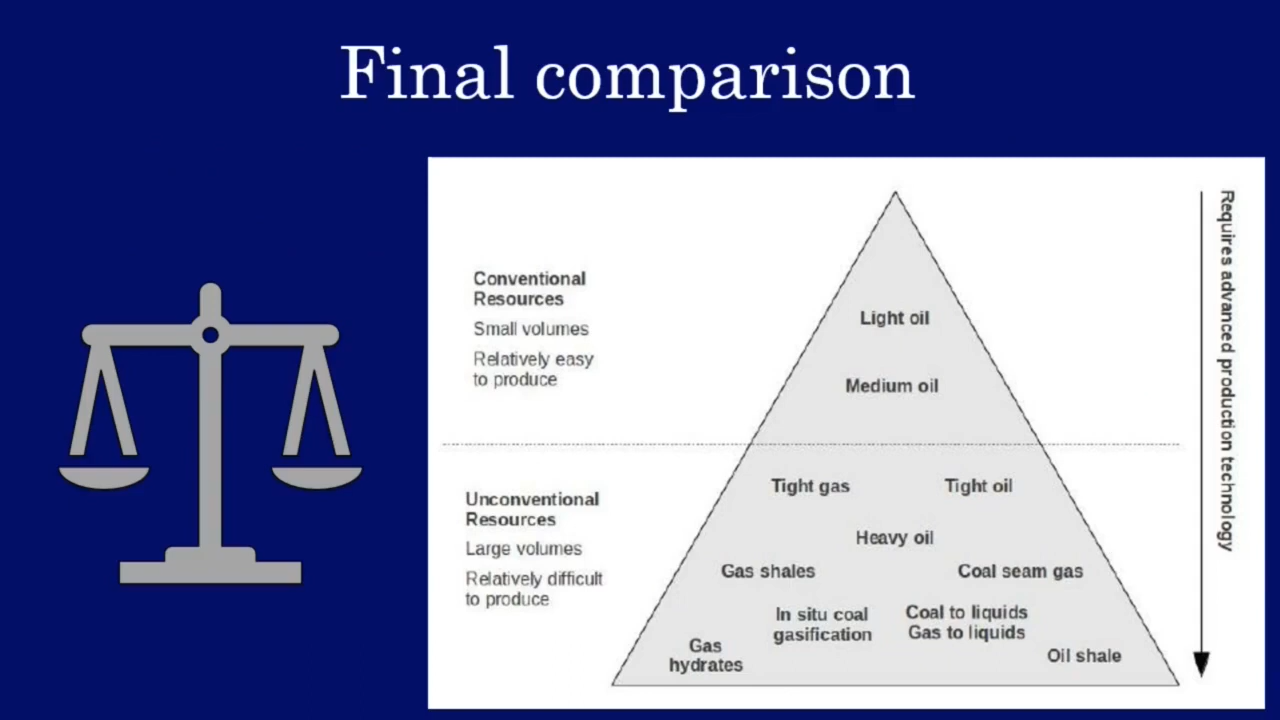 Final comparison
Conventional
Resources
Small volumes
Relatively easy
to produce
Light oil
Medium oil
Unconventional
Resources
Large volumes
Relatively difficult
to produce
Tight gas
Tight oil
Heavy oil
Gas shales
Coal seam gas
In situ coal
gasification
Coal to liquids
Gas to liquids
Gas
hydrates
Oil shale
Requires advanced production technology